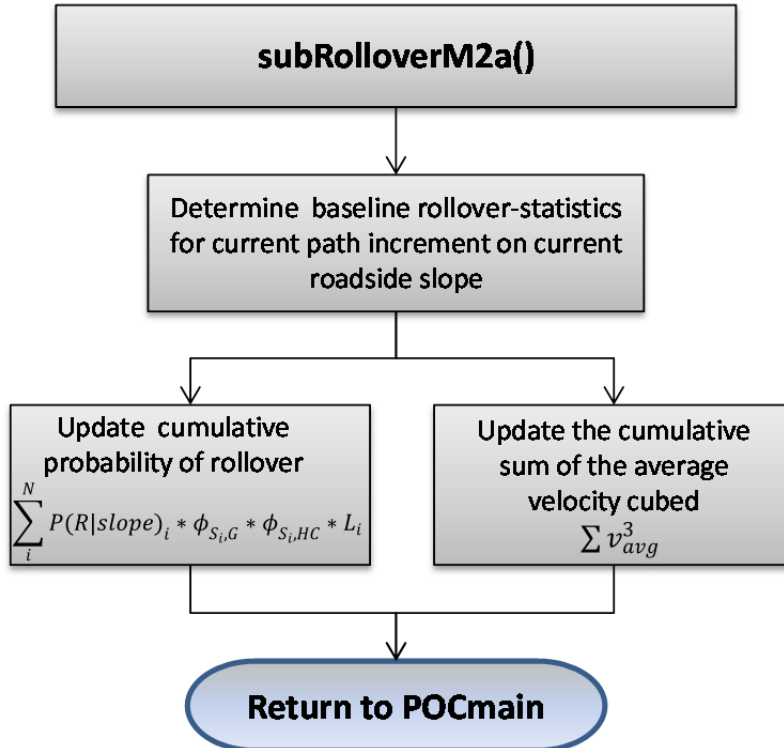 subRolloverM2a()
Determine baseline rollover-statistics
for current path increment on current
roadside slope
Update cumulative
probability of rollover
∑_i^N P(R|slope)_i * ϕ_{S_i,G} * ϕ_{S_i,HC} * L_i
Update the cumulative
sum of the average
velocity cubed
∑ v_{avg}^3
Return to POCmain